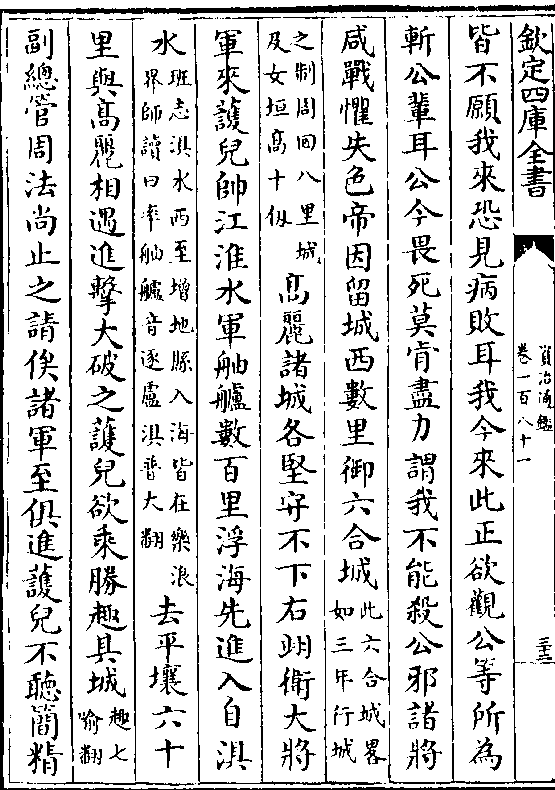 欽定四庫全書
資治通鑑
卷一百八十一
皆不願我來恐見病敗耳我今來此正欲觀公等所為
斬公輩耳公今畏死莫肯盡力謂我不能殺公邪諸將
咸戰懼失色帝因留城西數里御六合城此六合城畧如三年行城
之制周回八里城及女垣高十仭髙麗諸城各堅守不下右翊衛大將
軍來護兒帥江淮水軍舳艫數百里浮海先進入自浿
水班志浿水西至增地縣入海皆在樂浪界師讀曰率舳艫音逐盧浿普大翻去平壤六十
里與髙麗相遇進擊大破之護兒欲乘勝趣其城趣七喻翻
副總管周法尚止之請俟諸軍至俱進護兒不聽簡精